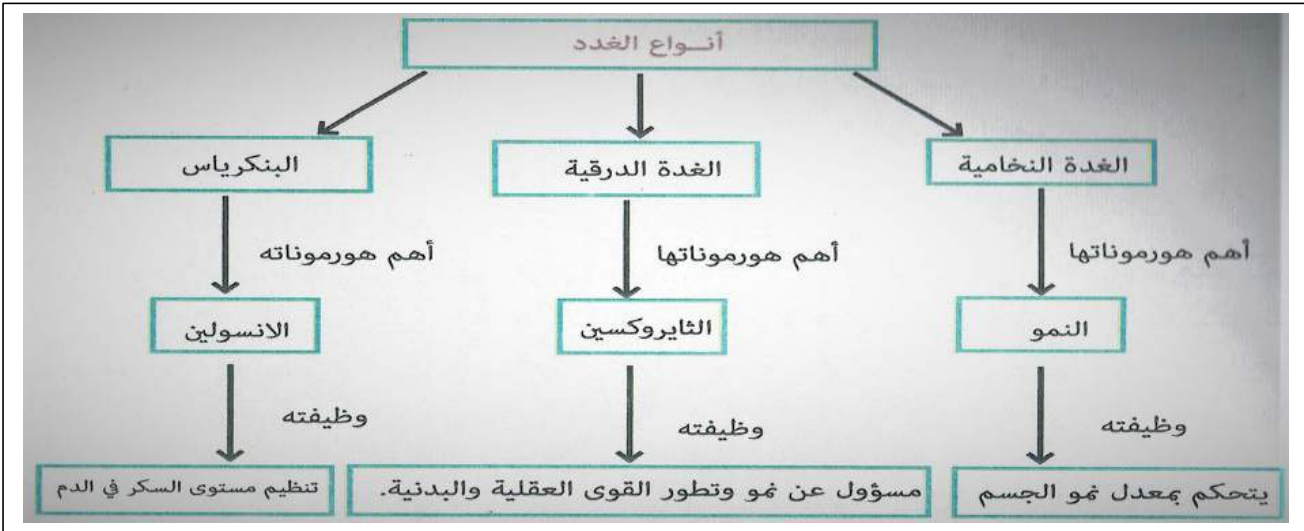 أنـواع الغدد
الغدة النخامية
الغدة الدرقية
البنكرياس
أهم هورموناتها
أهم هورموناتها
أهم هورموناته
النمو
الثايروكسين
الانسولين
وظيفته
وظيفته
وظيفته
يتحكم بمعدل نمو الجسم
مسؤول عن نمو وتطور القوى العقلية والبدنية.
تنظيم مستوى السكر في الدم